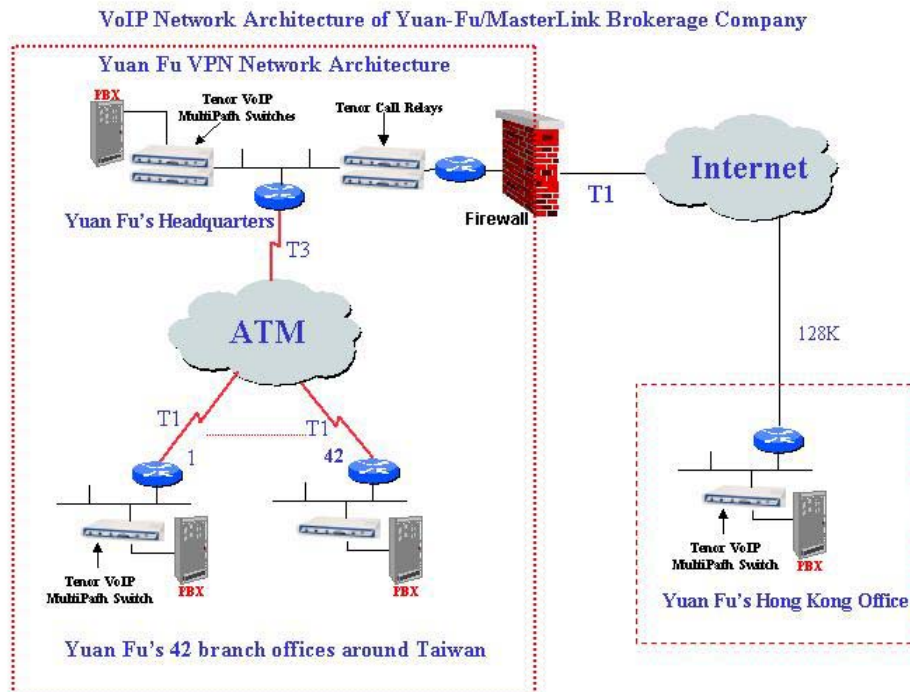 VoIP Network Architecture of Yuan-Fu/MasterLink Brokerage Company
Yuan Fu VPN Network Architecture
PBX
Tenor VoIP
MultiPath Switches
Tenor Call Relays
Internet
T1
Firewall
Yuan Fu's Headquarters
T3
ATM
128K
T1
T1
1
42
Tenor VoIP
MultiPath Switch
PBX
PBX
Tenor VoIP
MultiPath Switch
PBX
Yuan Fu's Hong Kong Office
Yuan Fu's 42 branch offices around Taiwan